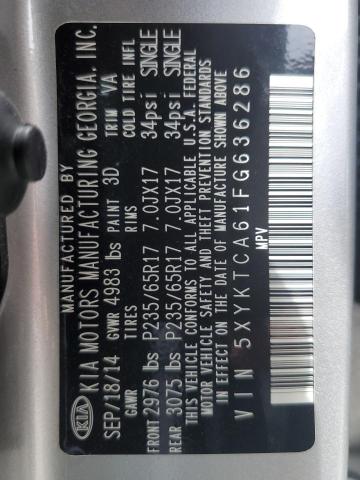 MANUFACTURED BY
KIA KIA MOTORS MANUFACTURING GEORGIA, INC.
SEP/18/14 GVWR 4983 lbs PAINT 3D TRIM VA
GAWR TIRES RIMS COLD TIRE INFL
FRONT 2976 lbs P235/65R17 7.0JX17 34psi SINGLE
REAR 3075 lbs P235/65R17 7.0JX17 34psi SINGLE
THIS VEHICLE CONFORMS TO ALL APPLICABLE U.S.A. FEDERAL
MOTOR VEHICLE SAFETY AND THEFT PREVENTION STANDARDS
IN EFFECT ON THE DATE OF MANUFACTURE SHOWN ABOVE.
VIN 5XYKTCA61FG636286
MPV